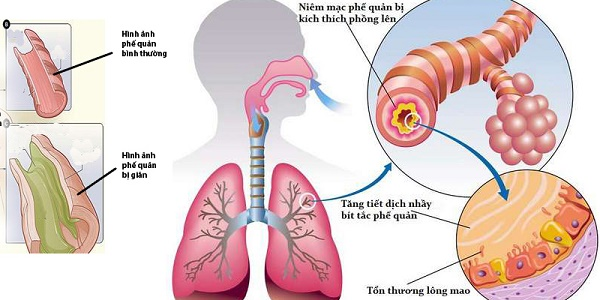 Hình ảnh
phế quản
bình thường
Hình ảnh
phế quản
bị giãn
Niêm mạc phế quản bị
kích thích phồng lên
Tăng tiết dịch nhầy
bít tắc phế quản
Tổn thương lông mao